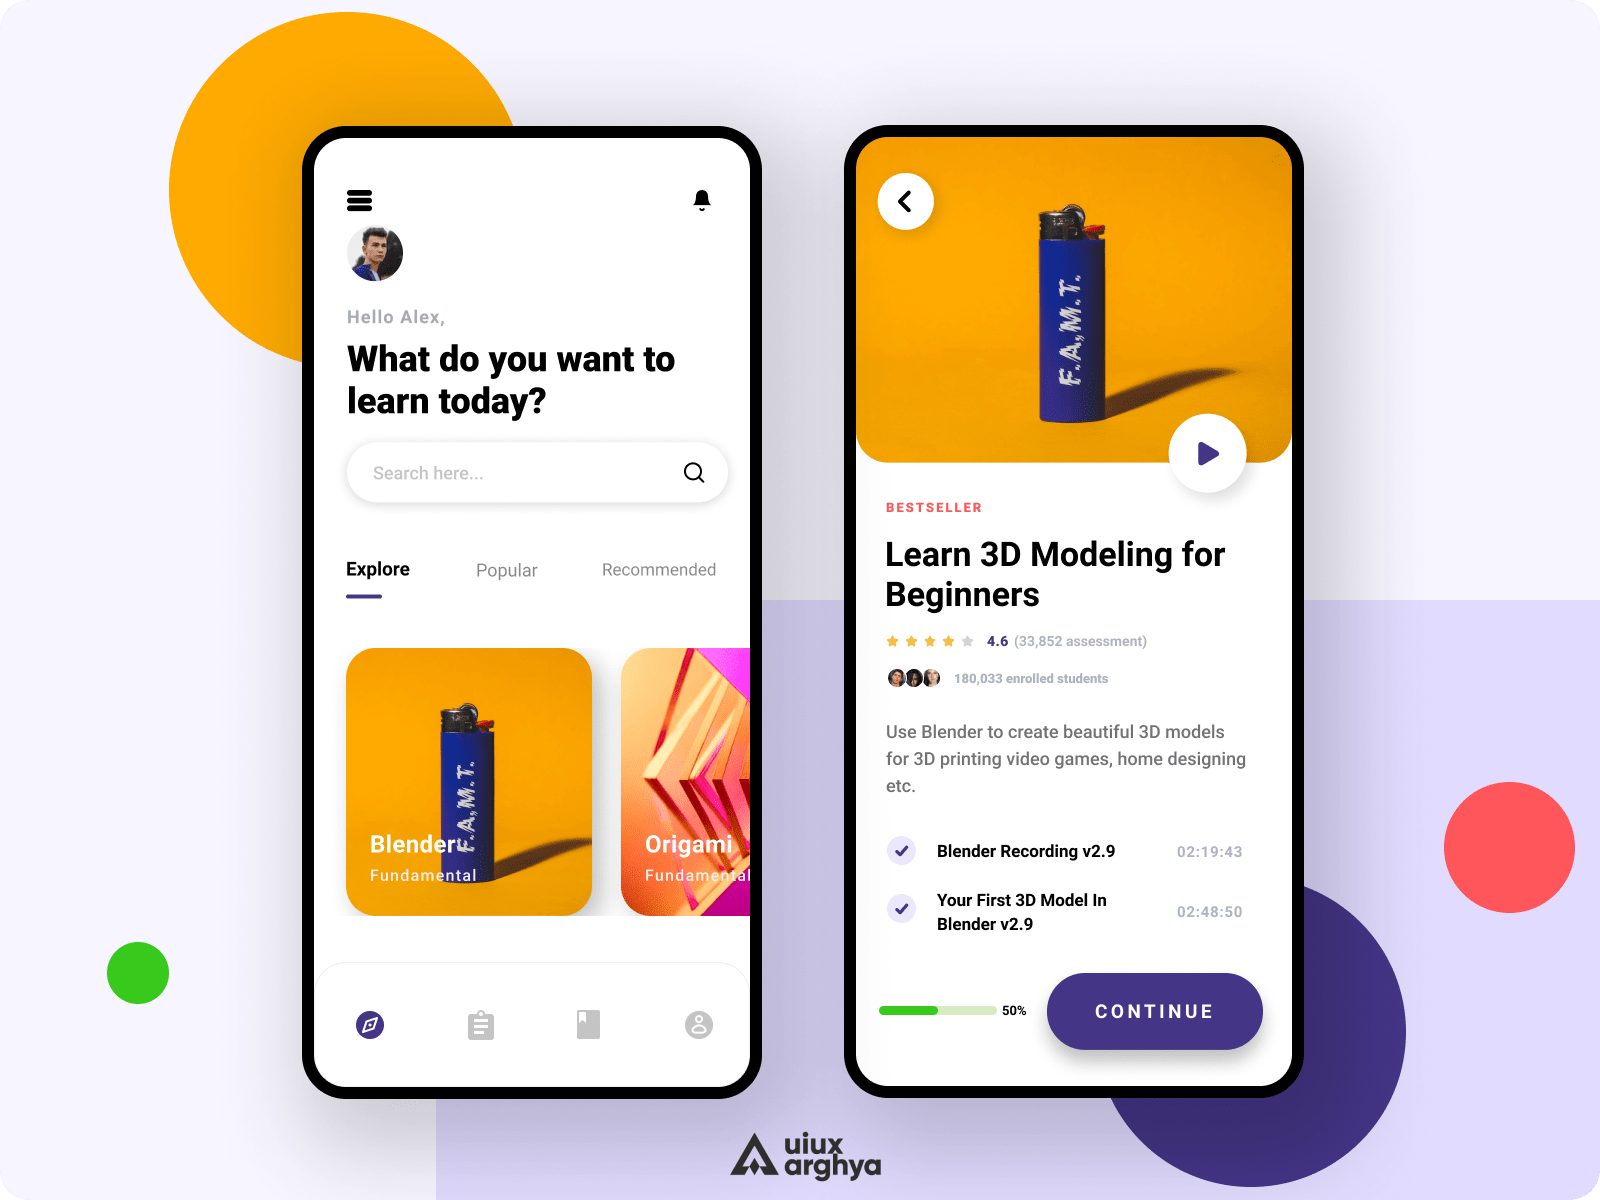 Hello Alex,
What do you want to
learn today?
Search here...
Explore
Popular
Recommended
F.A.M.T.
Blender
Fundamental
Origami
Fundamental
F.A.M.T.
BESTSELLER
Learn 3D Modeling for
Beginners
4.6 (33,852 assessment)
180,033 enrolled students
Use Blender to create beautiful 3D models
for 3D printing video games, home designing
etc.
Blender Recording v2.9
02:19:43
Your First 3D Model In
Blender v2.9
02:48:50
50%
CONTINUE
uiux
arghya